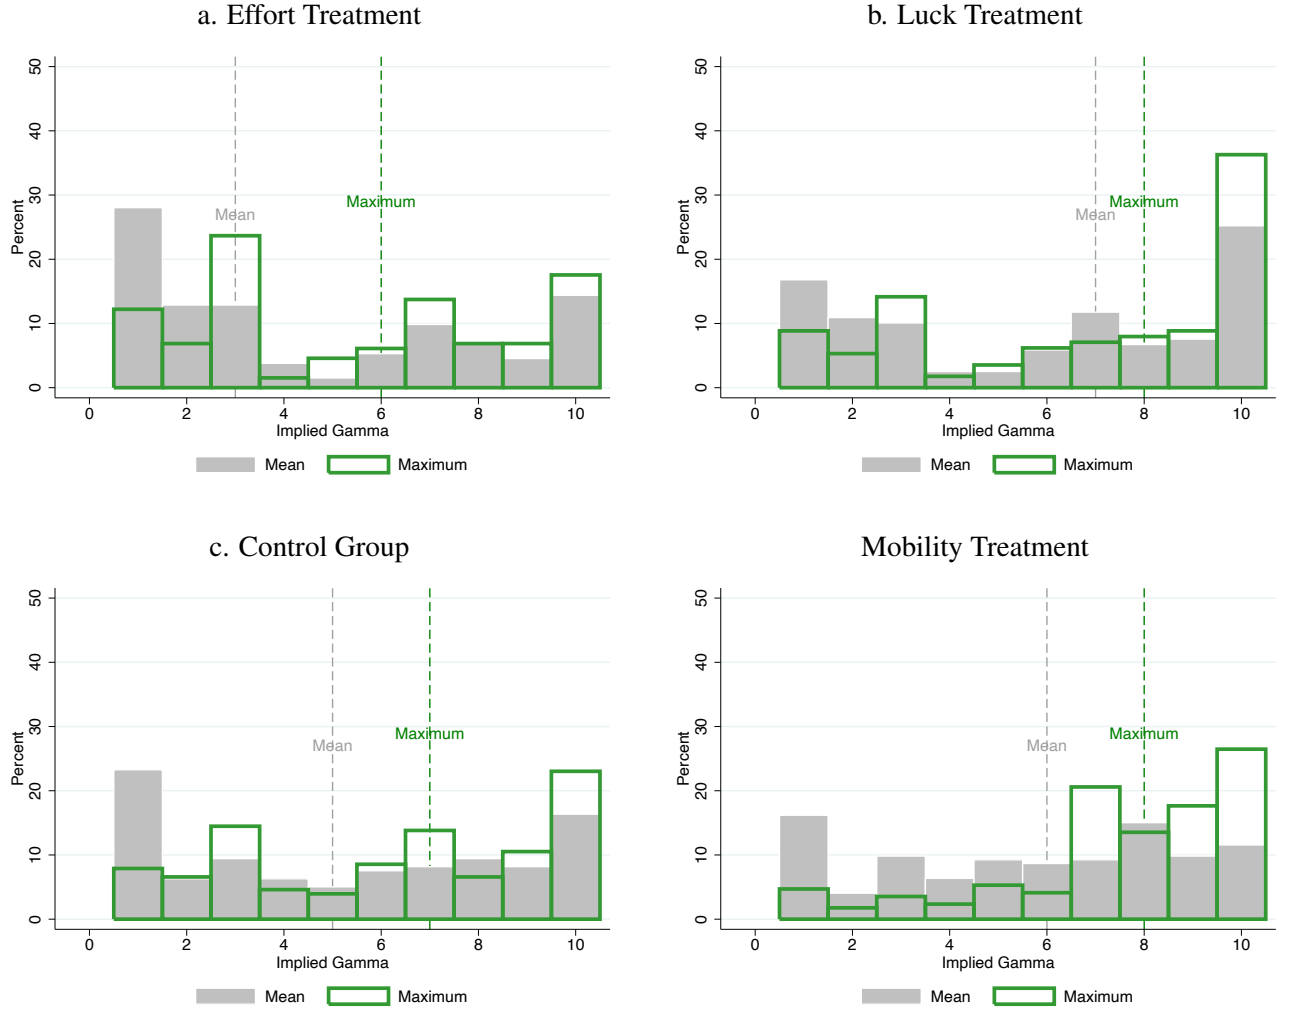 a. Effort Treatment
50
40
30
20
10
0
Percent
Mean
Maximum
0 2 4 6 8 10
Implied Gamma
Mean Maximum
b. Luck Treatment
50
40
30
20
10
0
Percent
Mean
Maximum
0 2 4 6 8 10
Implied Gamma
Mean Maximum
c. Control Group
50
40
30
20
10
0
Percent
Mean
Maximum
0 2 4 6 8 10
Implied Gamma
Mean Maximum
Mobility Treatment
50
40
30
20
10
0
Percent
Mean
Maximum
0 2 4 6 8 10
Implied Gamma
Mean Maximum